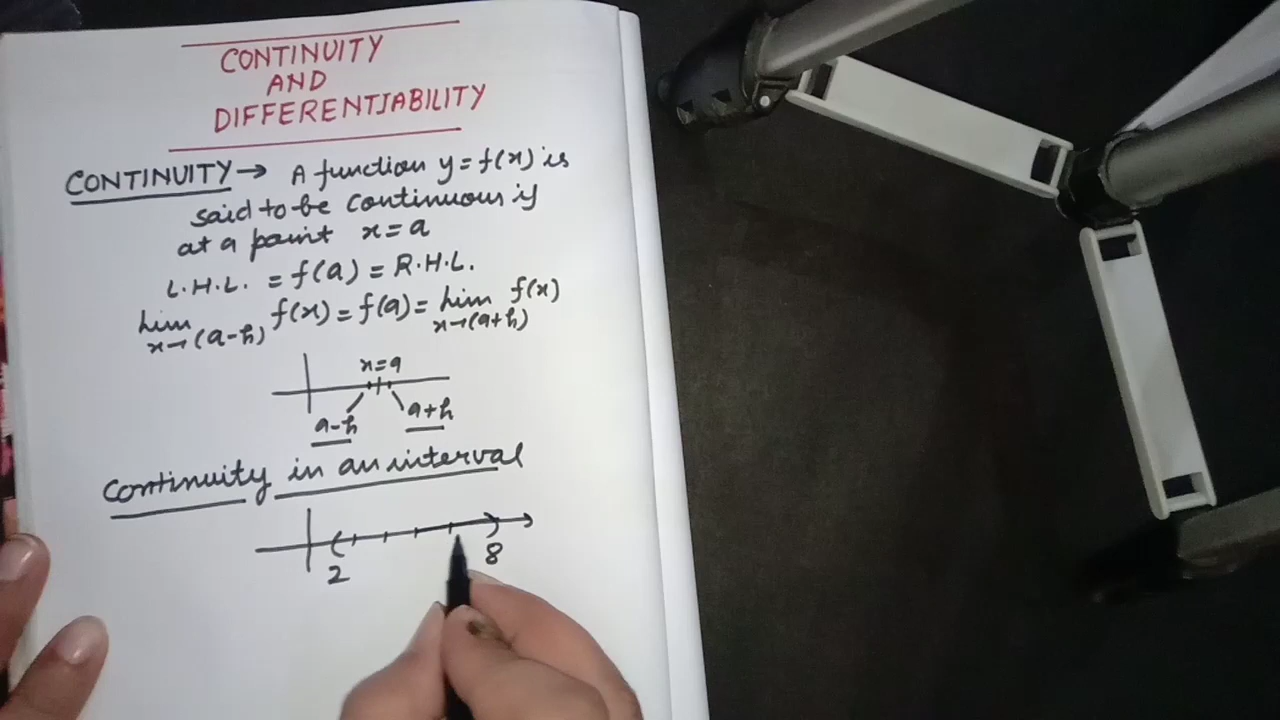 CONTINUITY
AND
DIFFERENTIABILITY
CONTINUITY → A function y = f(x) is
said to be continuous if
at a point x = a
L.H.L. = f(a) = R.H.L.
lim x→(a-h) f(x) = f(a) = lim x→(a+h) f(x)
x=a
a-h a+h
Continuity in an interval
2 8